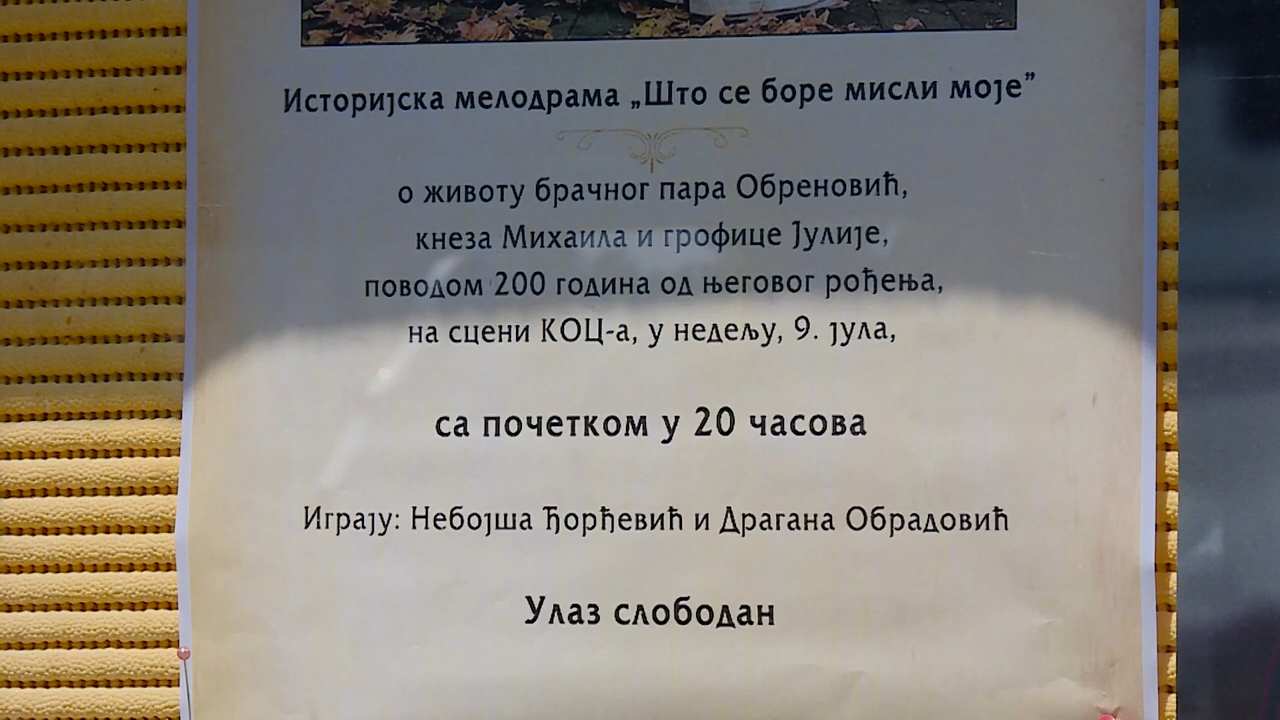 Историјска мелодрама „Што се боре мисли моје”
о животу брачног пара Обреновић,
кнеза Михаила и грофице Јулије,
поводом 200 година од његовог рођења,
на сцени КОЦ-а, у недељу, 9. јула,
са почетком у 20 часова
Играју: Небојша Ђорђевић и Драгана Обрадовић
Улаз слободан